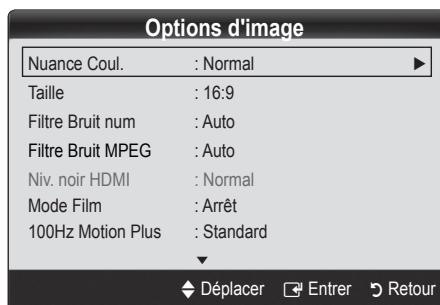 Options d'image
Nuance Coul. : Normal
Taille : 16:9
Filtre Bruit num : Auto
Filtre Bruit MPEG : Auto
Niv. noir HDMI : Normal
Mode Film : Arrêt
100Hz Motion Plus : Standard
Déplacer Entrer Retour